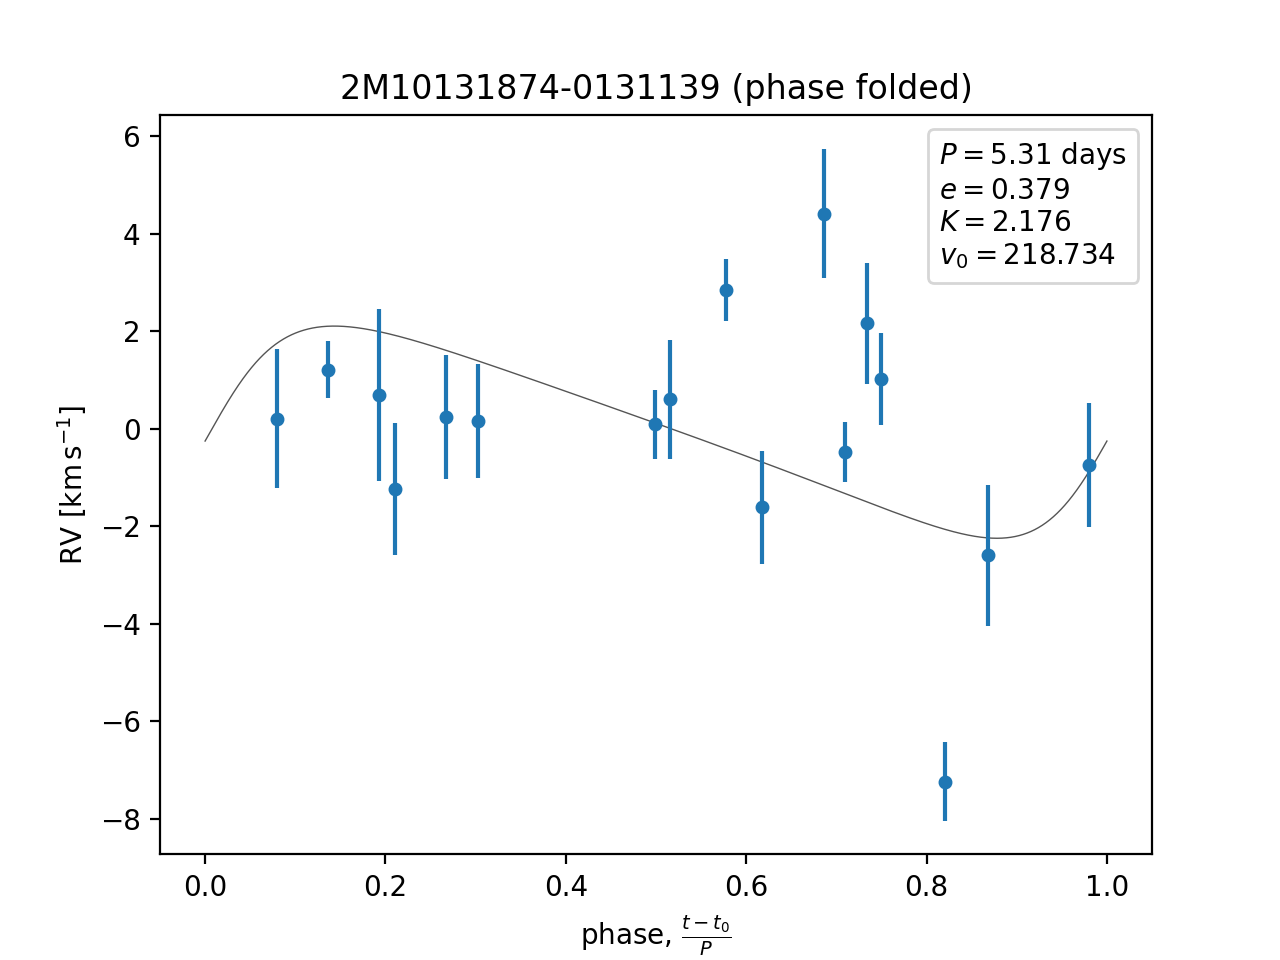 2M10131874-0131139 (phase folded)
P = 5.31 days
e = 0.379
K = 2.176
v₀ = 218.734
6
4
2
0
−2
−4
−6
−8
RV [km s⁻¹]
0.0 0.2 0.4 0.6 0.8 1.0
phase, (t − t₀)/P